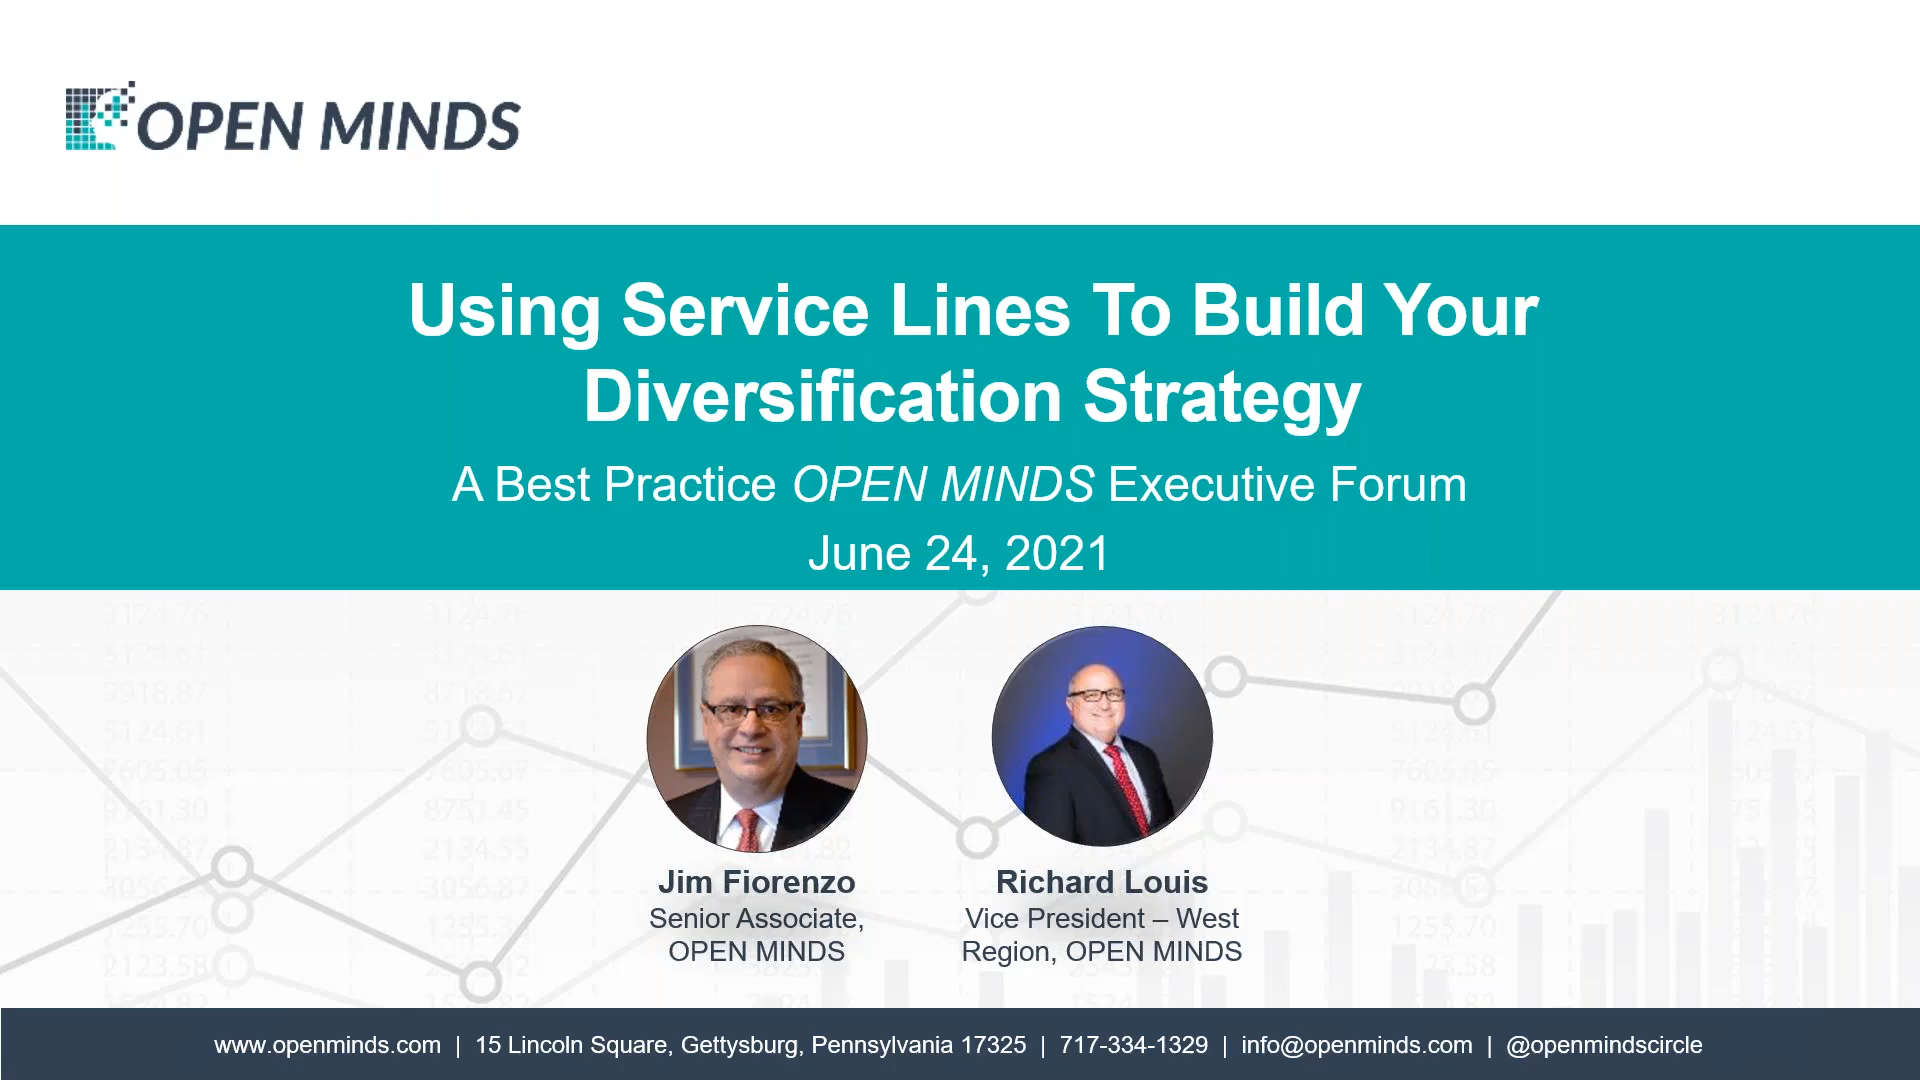 OPEN MINDS
Using Service Lines To Build Your
Diversification Strategy
A Best Practice OPEN MINDS Executive Forum
June 24, 2021
Jim Fiorenzo
Senior Associate,
OPEN MINDS
Richard Louis
Vice President – West
Region, OPEN MINDS
www.openminds.com | 15 Lincoln Square, Gettysburg, Pennsylvania 17325 | 717-334-1329 | info@openminds.com | @openmindscircle